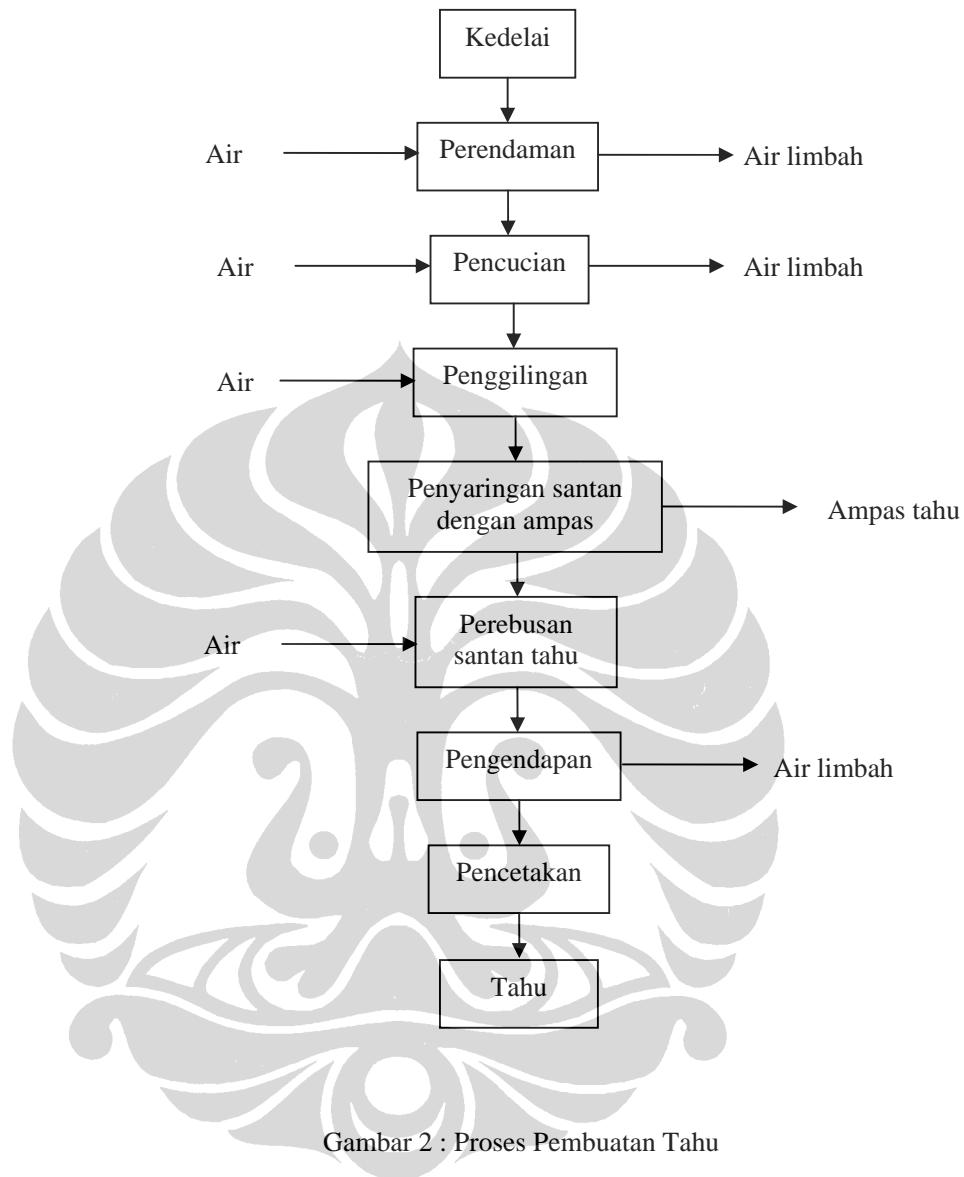 Kedelai
Air
Perendaman
Air limbah
Air
Pencucian
Air limbah
Air
Penggilingan
Penyaringan santan
dengan ampas
Ampas tahu
Air
Perebusan
santan tahu
Pengendapan
Air limbah
Pencetakan
Tahu
Gambar 2 : Proses Pembuatan Tahu